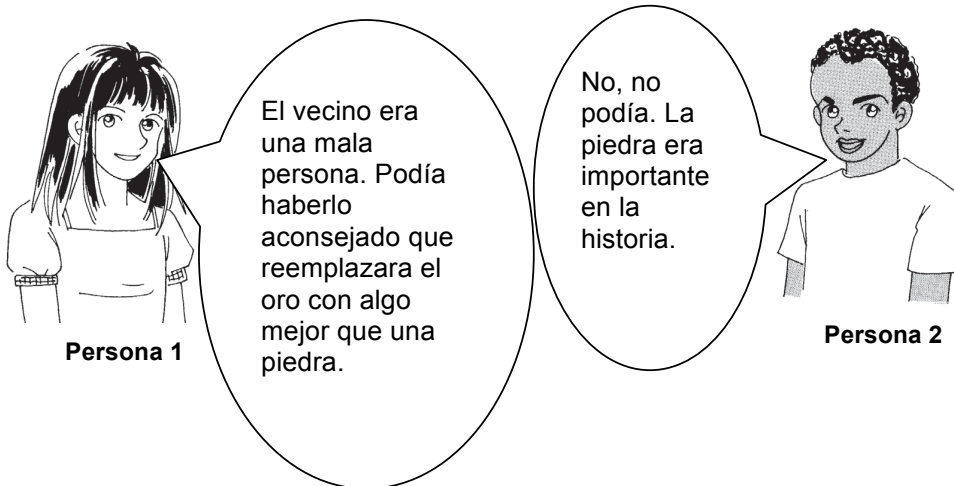 El vecino era
una mala
persona. Podía
haberlo
aconsejado que
reemplazara el
oro con algo
mejor que una
piedra.
Persona 1
No, no
podía. La
piedra era
importante
en la
historia.
Persona 2